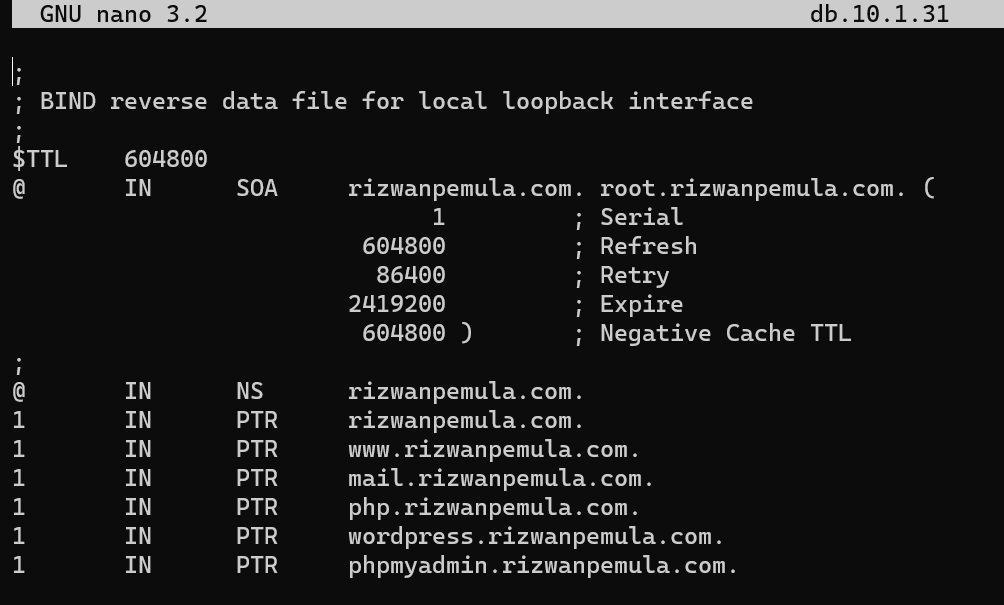 GNU nano 3.2 db.10.1.31
;
; BIND reverse data file for local loopback interface
;
$TTL 604800
@ IN SOA rizwanpemula.com. root.rizwanpemula.com. (
1 ; Serial
604800 ; Refresh
86400 ; Retry
2419200 ; Expire
604800 ) ; Negative Cache TTL
;
@ IN NS rizwanpemula.com.
1 IN PTR rizwanpemula.com.
1 IN PTR www.rizwanpemula.com.
1 IN PTR mail.rizwanpemula.com.
1 IN PTR php.rizwanpemula.com.
1 IN PTR wordpress.rizwanpemula.com.
1 IN PTR phpmyadmin.rizwanpemula.com.